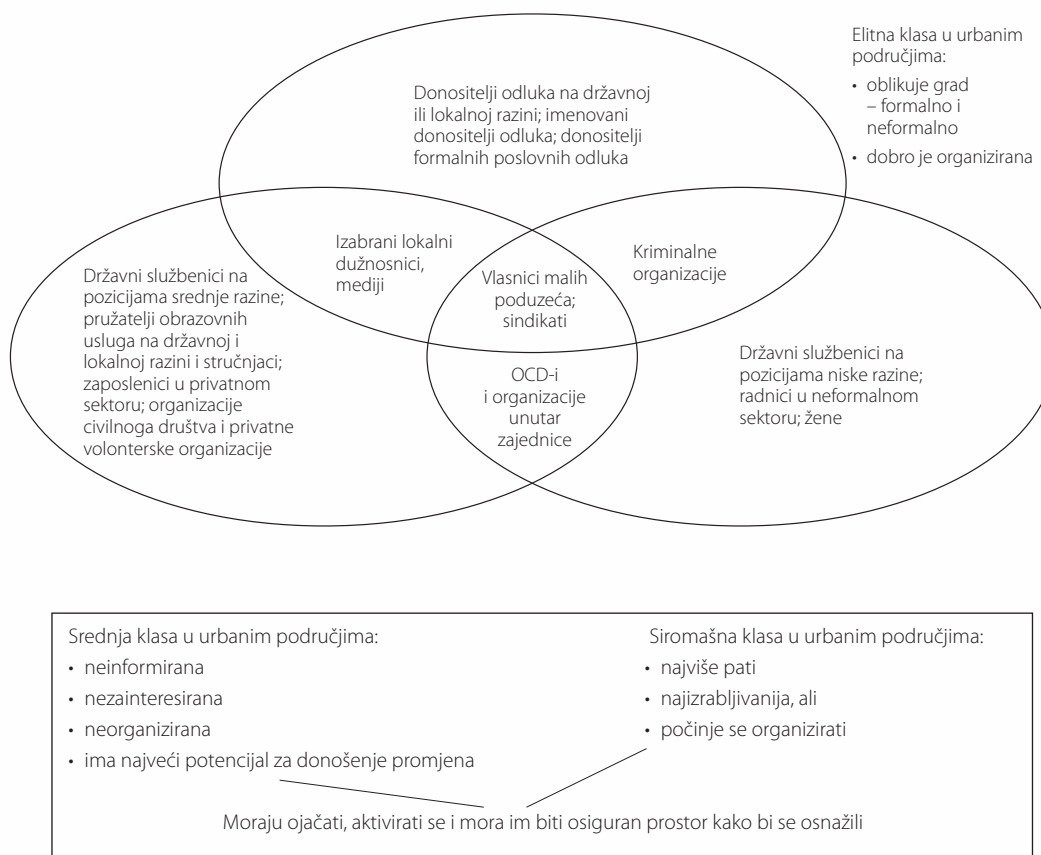 Elitna klasa u urbanim
područjima:
• oblikuje grad
– formalno i
neformalno
• dobro je organizirana
Donositelji odluka na državnoj
ili lokalnoj razini; imenovani
donositelji odluka; donositelji
formalnih poslovnih odluka
Izabrani lokalni
dužnosnici,
mediji
Kriminalne
organizacije
Vlasnici malih
poduzeća;
sindikati
Državni službenici na
pozicijama srednje razine;
pružatelji obrazovnih
usluga na državnoj i
lokalnoj razini i stručnjaci;
zaposlenici u privatnom
sektoru; organizacije
civilnoga društva i privatne
volonterske organizacije
OCD-i
i organizacije
unutar
zajednice
Državni službenici na
pozicijama niske razine;
radnici u neformalnom
sektoru; žene
Srednja klasa u urbanim područjima:
• neinformirana
• nezainteresirana
• neorganizirana
• ima najveći potencijal za donošenje promjena
Siromašna klasa u urbanim područjima:
• najviše pati
• najizrabljivanija, ali
• počinje se organizirati
Moraju ojačati, aktivirati se i mora im biti osiguran prostor kako bi se osnažili